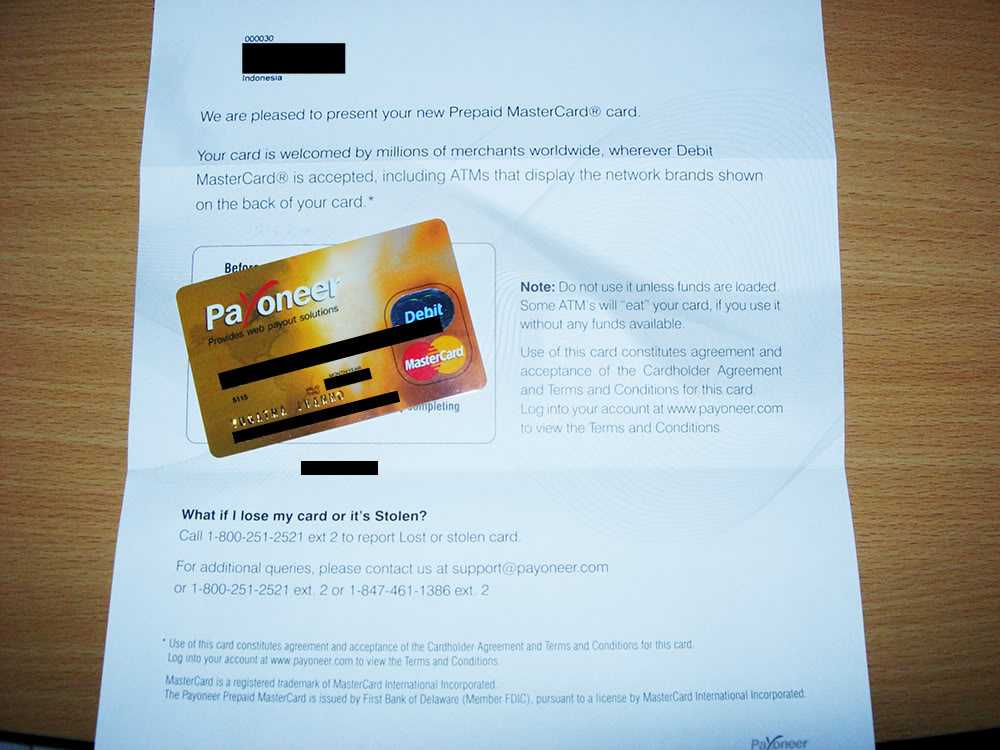 000030
Indonesia
We are pleased to present your new Prepaid MasterCard® card.
Your card is welcomed by millions of merchants worldwide, wherever Debit
MasterCard® is accepted, including ATMs that display the network brands shown
on the back of your card.*
Before
Payoneer
Provides web payout solutions
Debit
MasterCard
5115
completing
Note: Do not use it unless funds are loaded.
Some ATM's will "eat" your card, if you use it
without any funds available.
Use of this card constitutes agreement and
acceptance of the Cardholder Agreement
and Terms and Conditions for this card.
Log into your account at www.payoneer.com
to view the Terms and Conditions.
What if I lose my card or it's Stolen?
Call 1-800-251-2521 ext 2 to report Lost or stolen card.
For additional queries, please contact us at support@payoneer.com
or 1-800-251-2521 ext. 2 or 1-847-461-1386 ext. 2
* Use of this card constitutes agreement and acceptance of the Cardholder Agreement and Terms and Conditions for this card.
Log into your account at www.payoneer.com to view the Terms and Conditions.
MasterCard is a registered trademark of MasterCard International Incorporated.
The Payoneer Prepaid MasterCard is issued by First Bank of Delaware (Member FDIC), pursuant to a license by MasterCard International Incorporated.
Payoneer